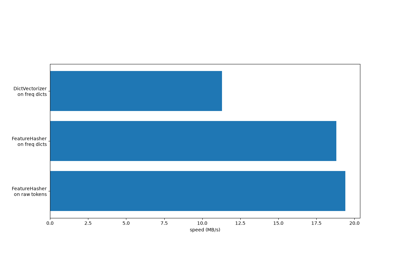 DictVectorizer
on freq dicts
FeatureHasher
on freq dicts
FeatureHasher
on raw tokens
0.0 2.5 5.0 7.5 10.0 12.5 15.0 17.5 20.0
speed (MB/s)